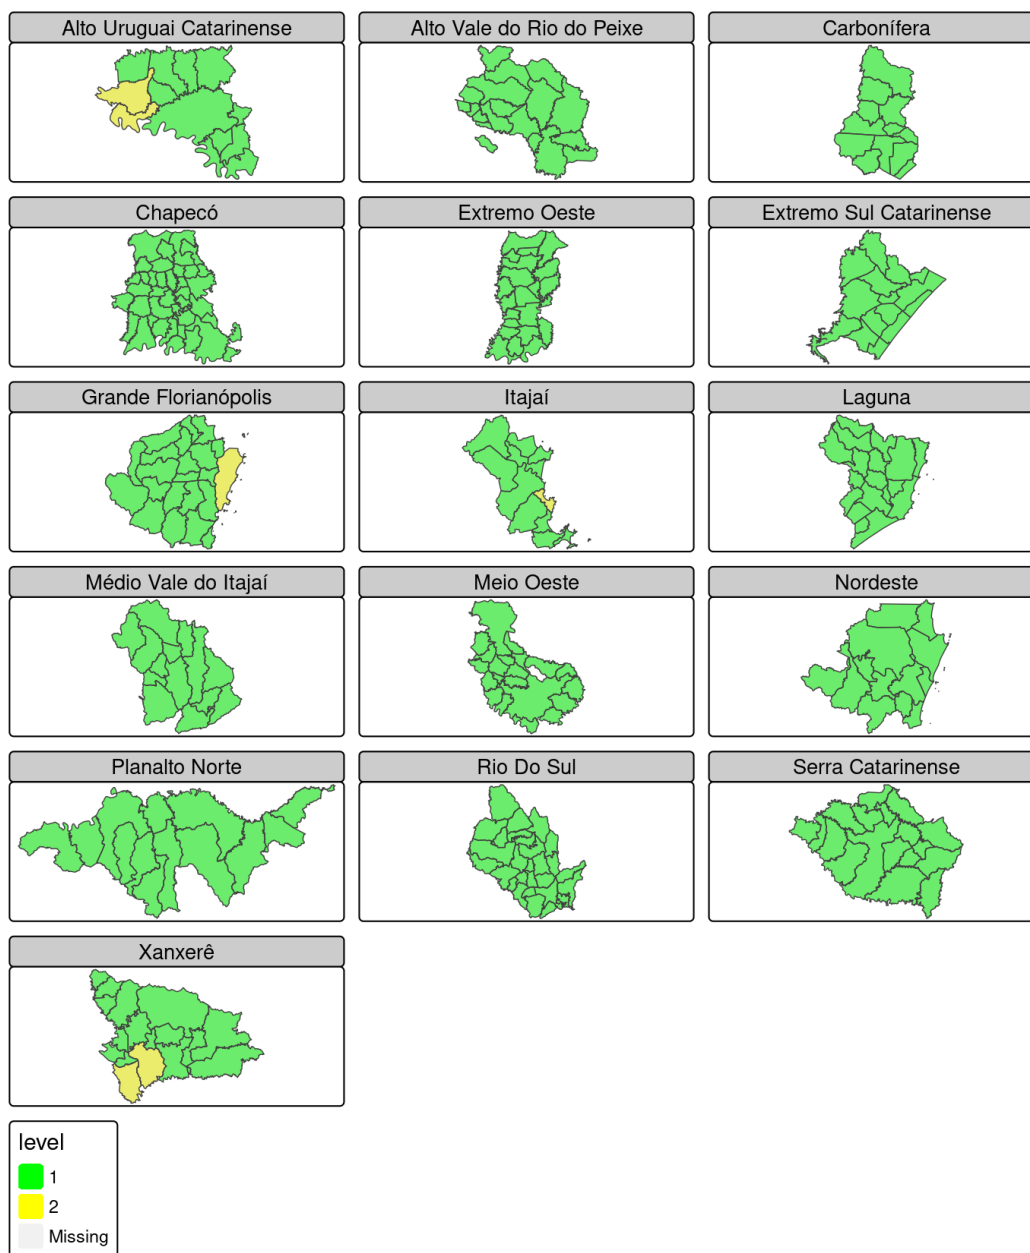 Alto Uruguai Catarinense
Alto Vale do Rio do Peixe
Carbonífera
Chapecó
Extremo Oeste
Extremo Sul Catarinense
Grande Florianópolis
Itajaí
Laguna
Médio Vale do Itajaí
Meio Oeste
Nordeste
Planalto Norte
Rio Do Sul
Serra Catarinense
Xanxerê
level
1
2
Missing